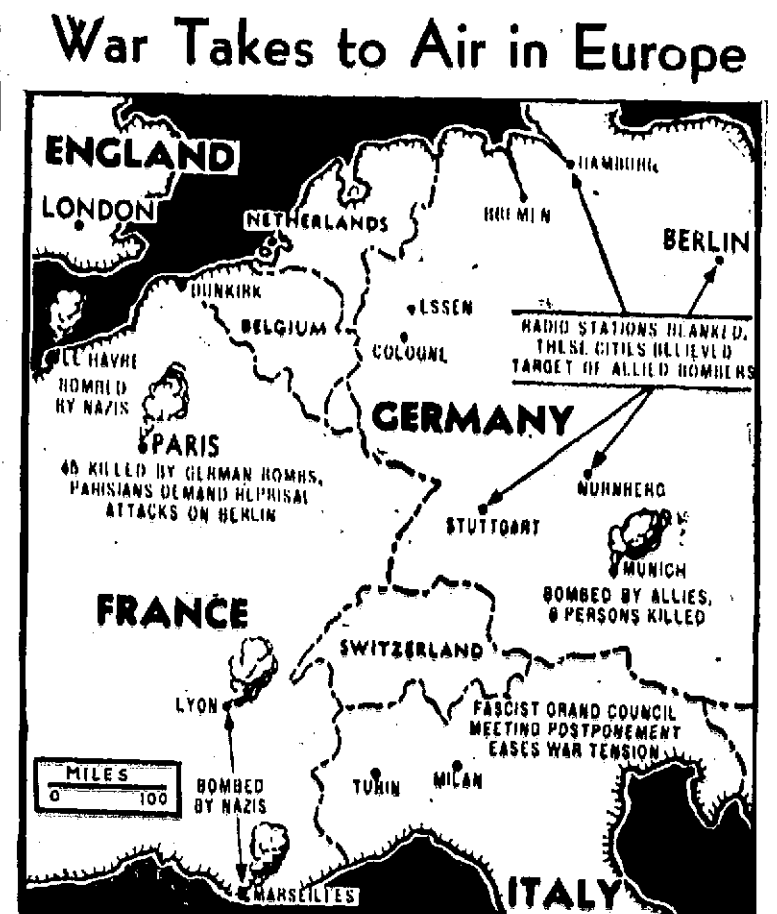 War Takes to Air in Europe
ENGLAND
LONDON
NETHERLANDS
HAMBURG
BREMEN
BERLIN
DUNKIRK
BELGIUM
ESSEN
COLOGNE
RADIO STATIONS BLANKED,
THESE CITIES BELIEVED
TARGET OF ALLIED BOMBERS
LE HAVRE
BOMBED
BY NAZIS
PARIS
48 KILLED BY GERMAN BOMBS,
PARISIANS DEMAND REPRISAL
ATTACKS ON BERLIN
GERMANY
NURNBERG
STUTTGART
MUNICH
BOMBED BY ALLIES,
8 PERSONS KILLED
FRANCE
SWITZERLAND
LYON
FASCIST GRAND COUNCIL
MEETING POSTPONEMENT
EASES WAR TENSION
MILES
0 100
BOMBED
BY NAZIS
TURIN
MILAN
MARSEILLES
ITALY